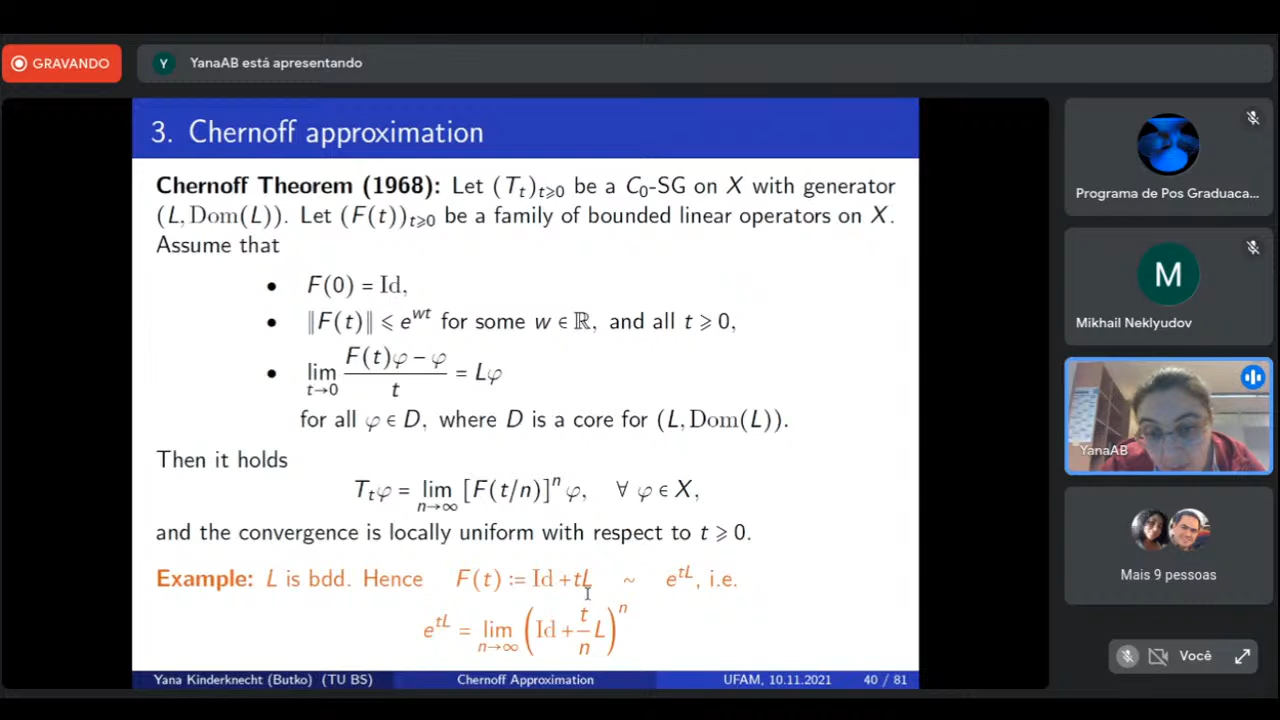 GRAVANDO
Y YanaAB está apresentando
3. Chernoff approximation
Chernoff Theorem (1968): Let (T_t)_{t⩾0} be a C_0-SG on X with generator
(L, Dom(L)). Let (F(t))_{t⩾0} be a family of bounded linear operators on X.
Assume that
• F(0) = Id,
• ‖F(t)‖ ⩽ e^{wt} for some w ∈ ℝ, and all t ⩾ 0,
• lim_{t→0} \frac{F(t)φ − φ}{t} = Lφ
for all φ ∈ D, where D is a core for (L, Dom(L)).
Then it holds
T_tφ = lim_{n→∞} [F(t/n)]^n φ, ∀ φ ∈ X,
and the convergence is locally uniform with respect to t ⩾ 0.
Example: L is bdd. Hence F(t) := Id + tL ~ e^{tL}, i.e.
e^{tL} = lim_{n→∞} (Id + \frac{t}{n} L)^n
Yana Kinderknecht (Butko) (TU BS) Chernoff Approximation UFAM, 10.11.2021 40 / 81
Programa de Pos Graduaca...
M
Mikhail Neklyudov
YanaAB
Mais 9 pessoas
Você